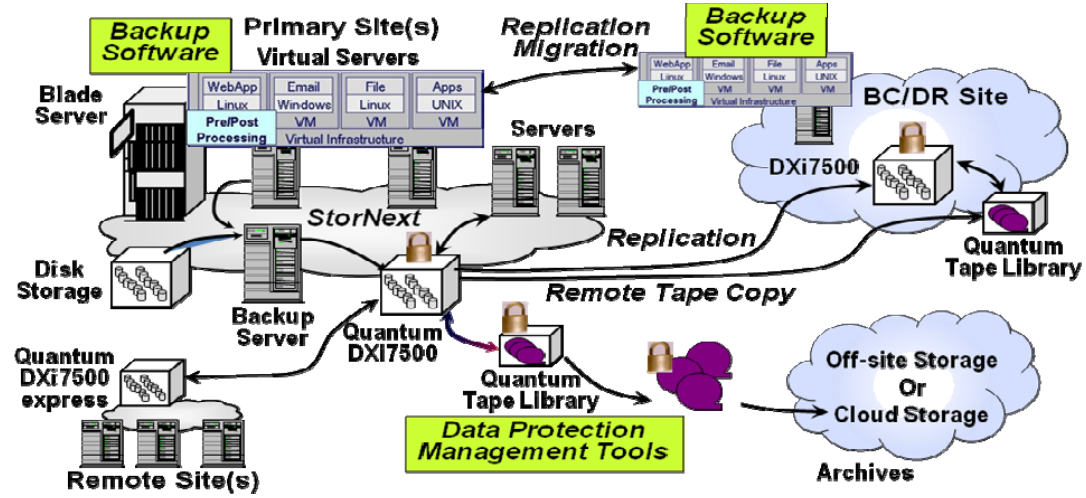 Backup
Software
Primary Site(s)
Virtual Servers
Replication
Migration
Backup
Software
WebApp
Linux
Email
Windows
VM
File
Linux
VM
Apps
UNIX
VM
Pre/Post
Processing
Virtual Infrastructure
WebApp
Linux
Email
Windows
VM
File
Linux
VM
Apps
UNIX
VM
Pre/Post
Processing
Virtual Infrastructure
Blade
Server
Servers
BC/DR Site
DXi7500
StorNext
Replication
Quantum
Tape Library
Disk
Storage
Backup
Server
Quantum
DXI7500
Remote Tape Copy
Quantum
DXi7500
express
Quantum
Tape Library
Off-site Storage
Or
Cloud Storage
Data Protection
Management Tools
Archives
Remote Site(s)